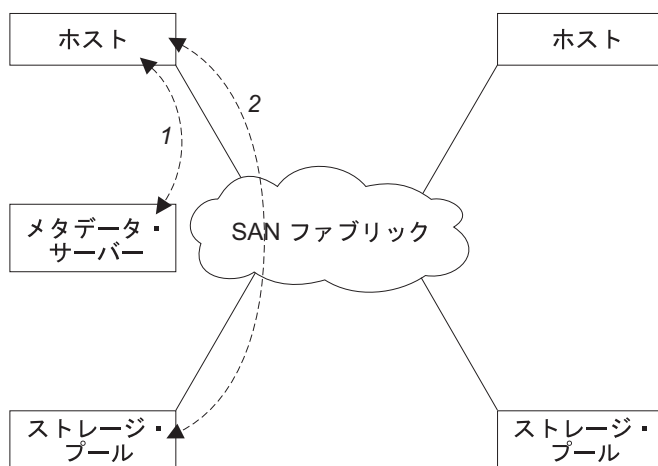 ホスト
ホスト
2
1
メタデータ・
サーバー
SAN ファブリック
ストレージ・
プール
ストレージ・
プール